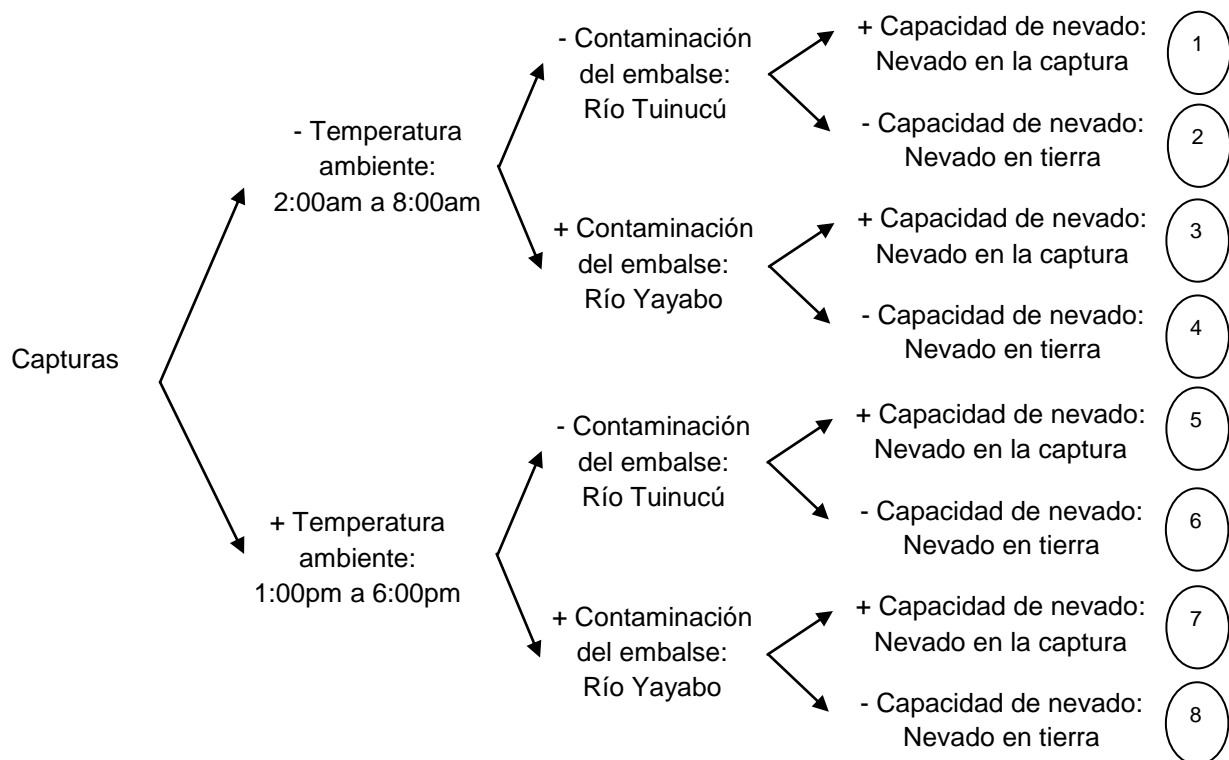 Capturas
- Temperatura
ambiente:
2:00am a 8:00am
- Contaminación
del embalse:
Río Tuinucú
+ Capacidad de nevado:
Nevado en la captura
1
- Capacidad de nevado:
Nevado en tierra
2
+ Contaminación
del embalse:
Río Yayabo
+ Capacidad de nevado:
Nevado en la captura
3
- Capacidad de nevado:
Nevado en tierra
4
+ Temperatura
ambiente:
1:00pm a 6:00pm
- Contaminación
del embalse:
Río Tuinucú
+ Capacidad de nevado:
Nevado en la captura
5
- Capacidad de nevado:
Nevado en tierra
6
+ Contaminación
del embalse:
Río Yayabo
+ Capacidad de nevado:
Nevado en la captura
7
- Capacidad de nevado:
Nevado en tierra
8